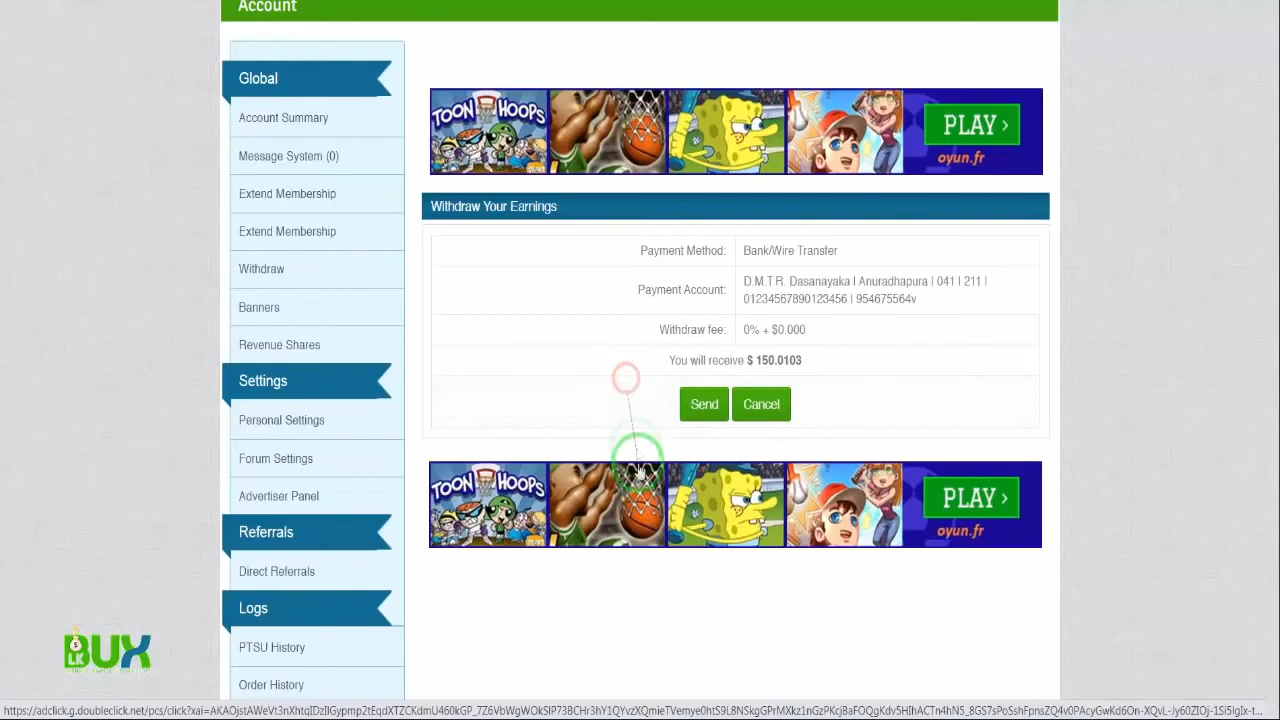 Account
Global
Account Summary
Message System (0)
Extend Membership
Extend Membership
Withdraw
Banners
Revenue Shares
Settings
Personal Settings
Forum Settings
Advertiser Panel
Referrals
Direct Referrals
Logs
PTSU History
Order History
TOON HOOPS
PLAY >
oyun.fr
Withdraw Your Earnings
Payment Method: Bank/Wire Transfer
Payment Account: D.M.T.R. Dasanayaka | Anuradhapura | 041 | 211 |
01234567890123456 | 954675564v
Withdraw fee: 0% + $0.000
You will receive $ 150.0103
Send Cancel
TOON HOOPS
PLAY >
oyun.fr
LK BUX